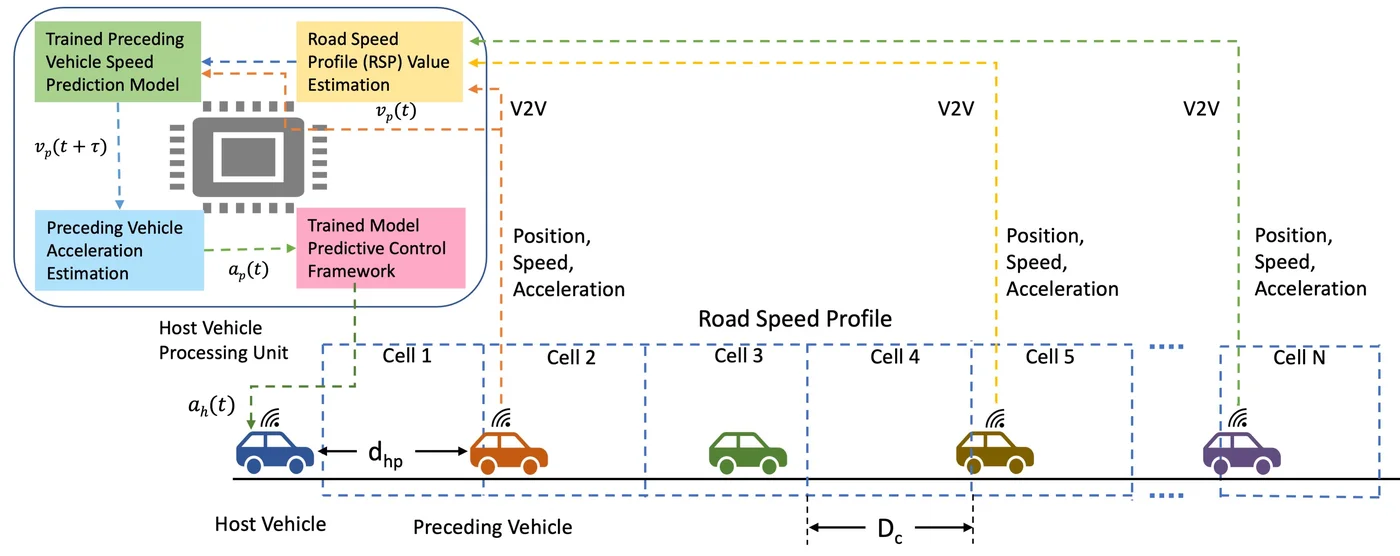 Trained Preceding
Vehicle Speed
Prediction Model
Road Speed
Profile (RSP) Value
Estimation
v_p(t)
V2V
V2V
V2V
v_p(t + τ)
Preceding Vehicle
Acceleration
Estimation
a_p(t)
Trained Model
Predictive Control
Framework
Position,
Speed,
Acceleration
Position,
Speed,
Acceleration
Position,
Speed,
Acceleration
Host Vehicle
Processing Unit
Road Speed Profile
Cell 1
Cell 2
Cell 3
Cell 4
Cell 5
Cell N
a_h(t)
d_hp
Host Vehicle
Preceding Vehicle
D_c